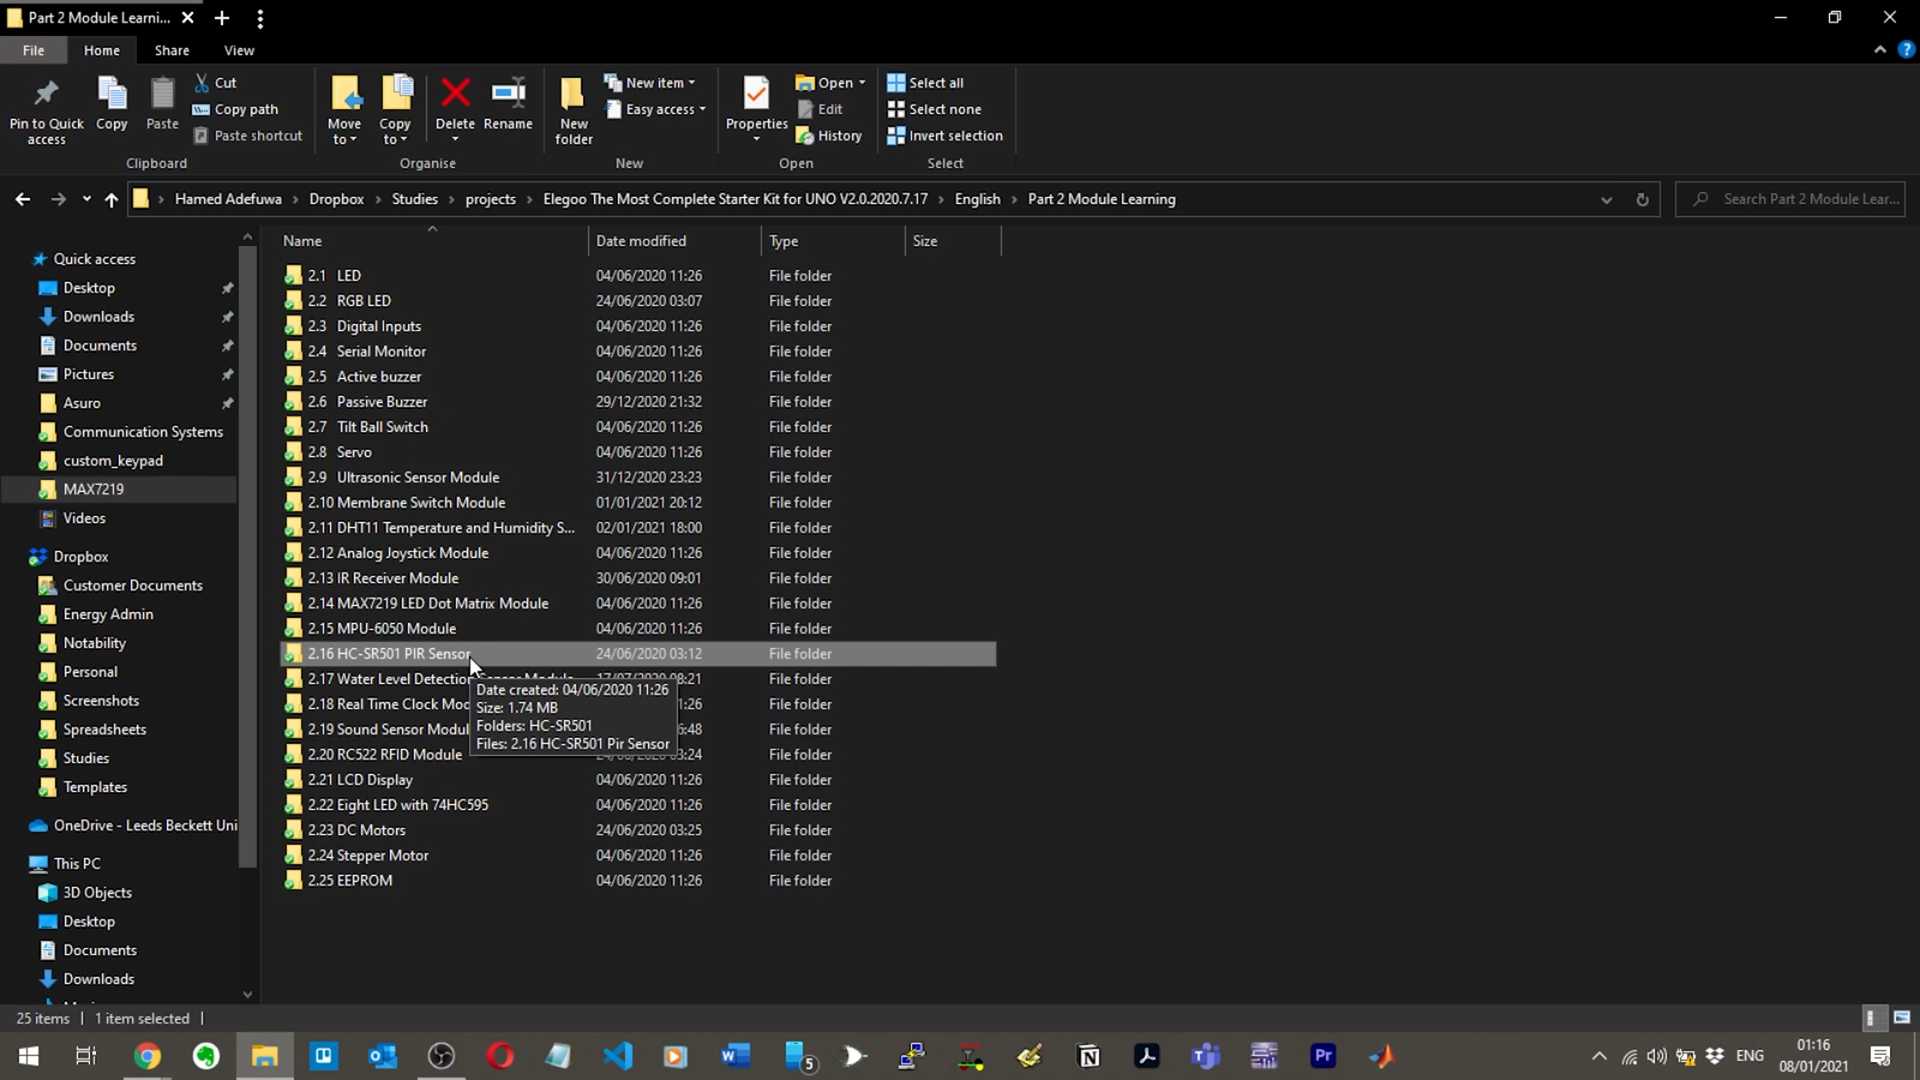 Part 2 Module Learni...
File Home Share View
Pin to Quick access
Copy
Paste
Cut
Copy path
Paste shortcut
Clipboard
Move to
Copy to
Delete
Rename
Organise
New folder
New item
Easy access
New
Properties
Open
Edit
History
Open
Select all
Select none
Invert selection
Select
Hamed Adefuwa > Dropbox > Studies > projects > Elegoo The Most Complete Starter Kit for UNO V2.0.2020.7.17 > English > Part 2 Module Learning
Search Part 2 Module Lear...
Quick access
Desktop
Downloads
Documents
Pictures
Asuro
Communication Systems
custom_keypad
MAX7219
Videos
Dropbox
Customer Documents
Energy Admin
Notability
Personal
Screenshots
Spreadsheets
Studies
Templates
OneDrive - Leeds Beckett Uni
This PC
3D Objects
Desktop
Documents
Downloads
Name Date modified Type Size
2.1 LED 04/06/2020 11:26 File folder
2.2 RGB LED 24/06/2020 03:07 File folder
2.3 Digital Inputs 04/06/2020 11:26 File folder
2.4 Serial Monitor 04/06/2020 11:26 File folder
2.5 Active buzzer 04/06/2020 11:26 File folder
2.6 Passive Buzzer 29/12/2020 21:32 File folder
2.7 Tilt Ball Switch 04/06/2020 11:26 File folder
2.8 Servo 04/06/2020 11:26 File folder
2.9 Ultrasonic Sensor Module 31/12/2020 23:23 File folder
2.10 Membrane Switch Module 01/01/2021 20:12 File folder
2.11 DHT11 Temperature and Humidity S... 02/01/2021 18:00 File folder
2.12 Analog Joystick Module 04/06/2020 11:26 File folder
2.13 IR Receiver Module 30/06/2020 09:01 File folder
2.14 MAX7219 LED Dot Matrix Module 04/06/2020 11:26 File folder
2.15 MPU-6050 Module 04/06/2020 11:26 File folder
2.16 HC-SR501 PIR Sensor 24/06/2020 03:12 File folder
2.17 Water Level Detection File folder
2.18 Real Time Clock Mod :26 File folder
2.19 Sound Sensor Modul :48 File folder
2.20 RC522 RFID Module File folder
2.21 LCD Display 04/06/2020 11:26 File folder
2.22 Eight LED with 74HC595 04/06/2020 11:26 File folder
2.23 DC Motors 24/06/2020 03:25 File folder
2.24 Stepper Motor 04/06/2020 11:26 File folder
2.25 EEPROM 04/06/2020 11:26 File folder
Date created: 04/06/2020 11:26
Size: 1.74 MB
Folders: HC-SR501
Files: 2.16 HC-SR501 Pir Sensor
25 items 1 item selected
5
ENG
01:16
08/01/2021